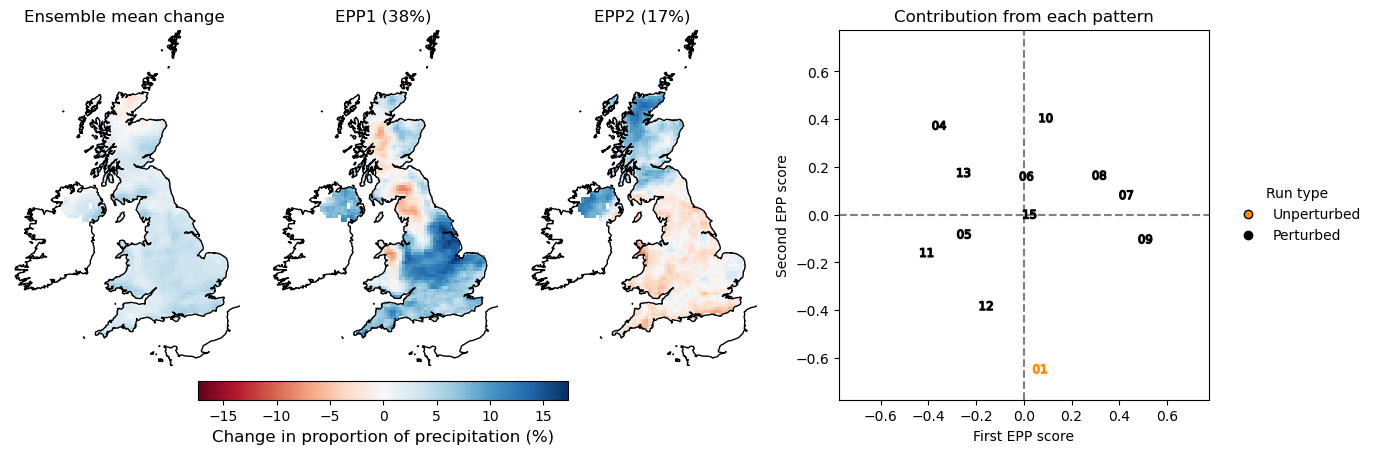 Ensemble mean change
EPP1 (38%)
EPP2 (17%)
−15 −10 −5 0 5 10 15
Change in proportion of precipitation (%)
Contribution from each pattern
Second EPP score
0.6
0.4
0.2
0.0
−0.2
−0.4
−0.6
10
04
08
13
06
07
15
05
09
11
12
01
−0.6 −0.4 −0.2 0.0 0.2 0.4 0.6
First EPP score
Run type
Unperturbed
Perturbed